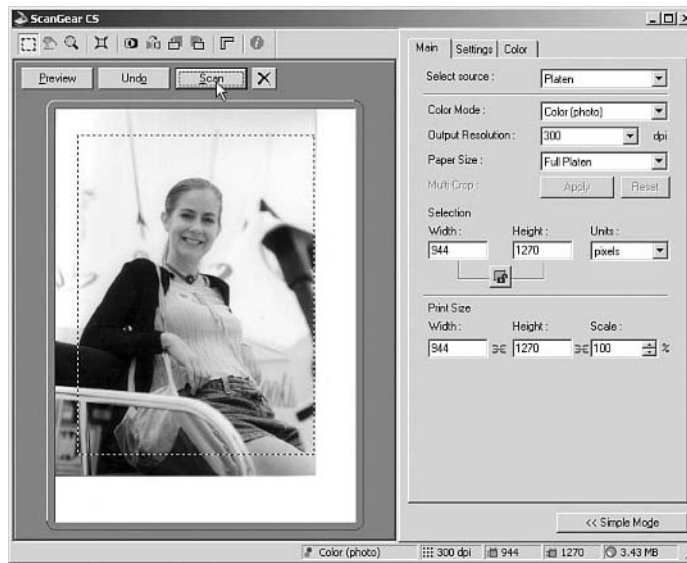 ScanGear CS
Preview Undo Scan
Main Settings Color
Select source : Platen
Color Mode : Color (photo)
Output Resolution : 300 dpi
Paper Size : Full Platen
Multi-Crop : Apply Reset
Selection
Width : Height : Units :
944 1270 pixels
Print Size
Width : Height : Scale :
944 1270 100 %
<< Simple Mode
Color (photo) 300 dpi 944 1270 3.43 MB